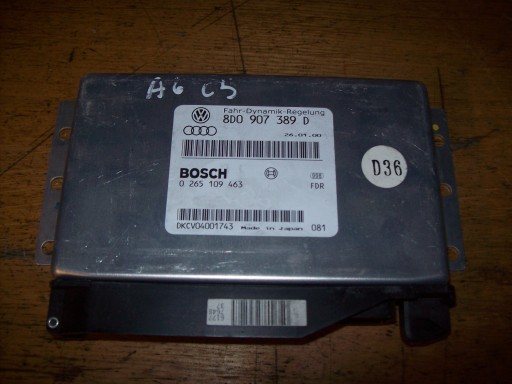 A6 C5
Fahr-Dynamik-Regelung
8D0 907 389 D
26.01.00
BOSCH
0 265 109 463
FDR
DKCV04001743 Made in Japan 081
D36